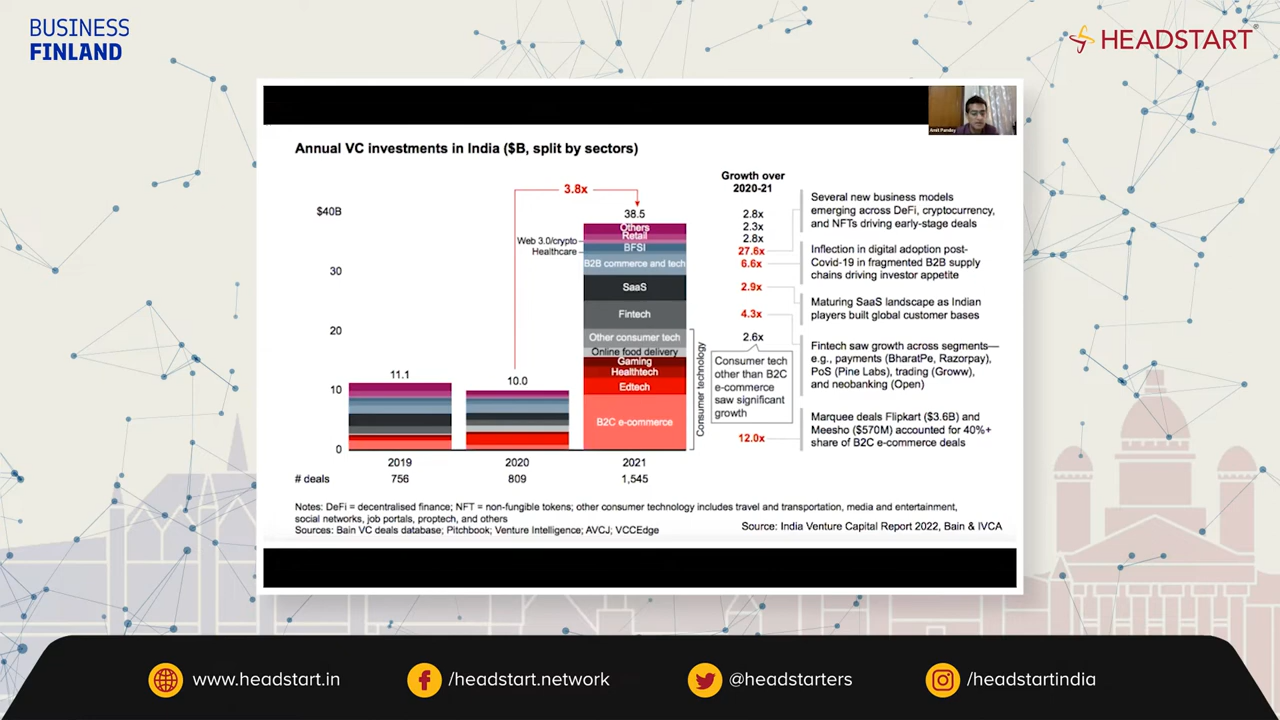 BUSINESS
FINLAND
HEADSTART
Amit Pandey
Annual VC investments in India ($B, split by sectors)
Growth over
2020-21
3.8x
$40B
30
20
10
0
11.1
10.0
38.5
Web 3.0/crypto
Healthcare
Others
Retail
BFSI
B2B commerce and tech
SaaS
Fintech
Other consumer tech
Online food delivery
Gaming
Healthtech
Edtech
B2C e-commerce
Consumer technology
2.8x
2.3x
2.8x
27.6x
6.6x
2.9x
4.3x
2.6x
Consumer tech
other than B2C
e-commerce
saw significant
growth
12.0x
Several new business models
emerging across DeFi, cryptocurrency,
and NFTs driving early-stage deals
Inflection in digital adoption post-
Covid-19 in fragmented B2B supply
chains driving investor appetite
Maturing SaaS landscape as Indian
players built global customer bases
Fintech saw growth across segments—
e.g., payments (BharatPe, Razorpay),
PoS (Pine Labs), trading (Groww),
and neobanking (Open)
Marquee deals Flipkart ($3.6B) and
Meesho ($570M) accounted for 40%+
share of B2C e-commerce deals
2019 2020 2021
# deals 756 809 1,545
Notes: DeFi = decentralised finance; NFT = non-fungible tokens; other consumer technology includes travel and transportation, media and entertainment,
social networks, job portals, proptech, and others
Sources: Bain VC deals database; Pitchbook; Venture Intelligence; AVCJ; VCCEdge
Source: India Venture Capital Report 2022, Bain & IVCA
www.headstart.in
/headstart.network
@headstarters
/headstartindia